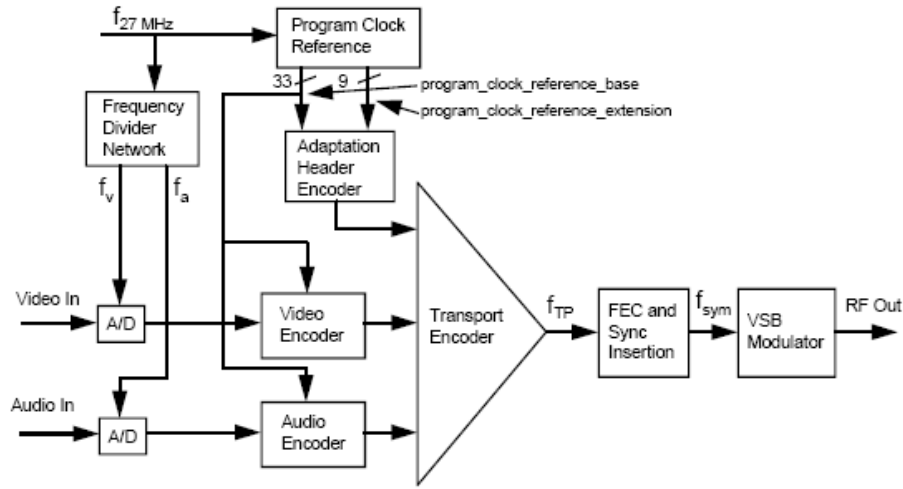 f27 MHz
Program Clock
Reference
33
9
program_clock_reference_base
program_clock_reference_extension
Frequency
Divider
Network
Adaptation
Header
Encoder
fv
fa
Video In
A/D
Video
Encoder
Transport
Encoder
fTP
FEC and
Sync
Insertion
fsym
VSB
Modulator
RF Out
Audio In
A/D
Audio
Encoder